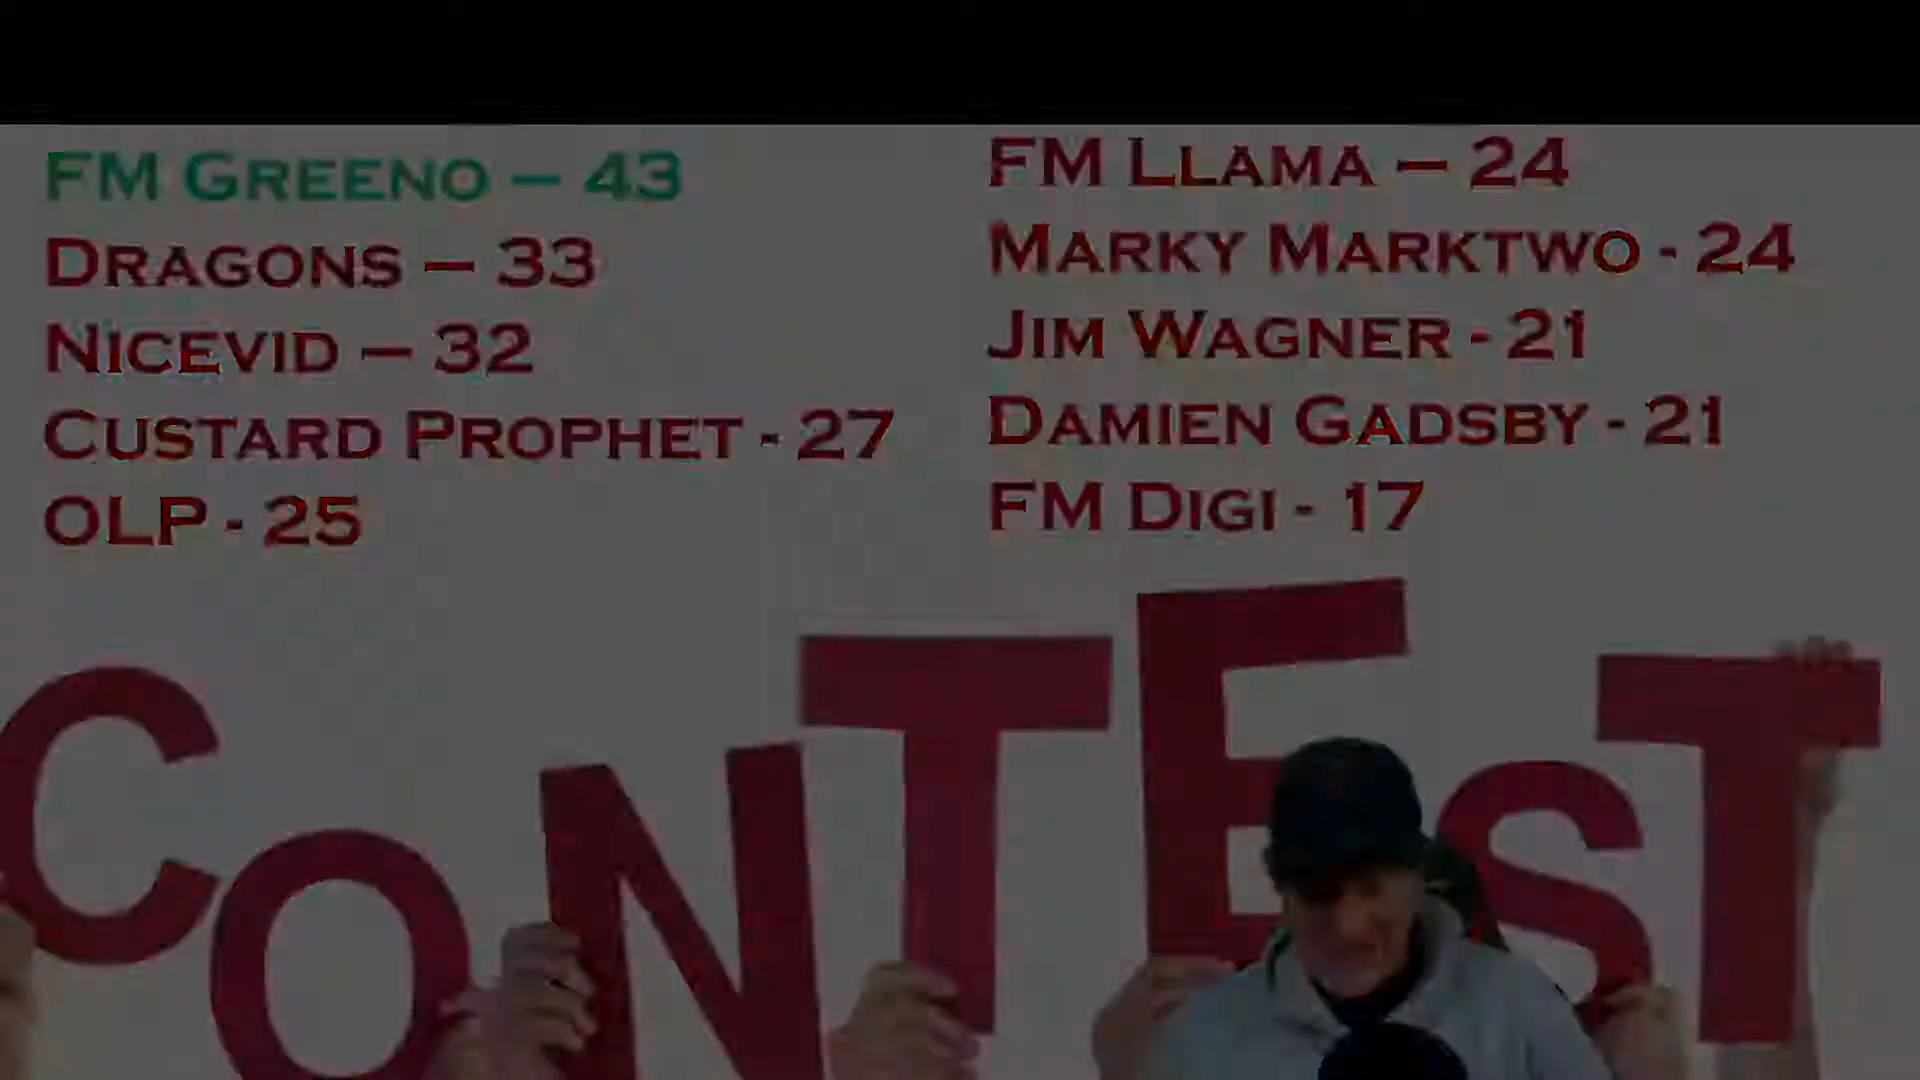 FM GREENO – 43
DRAGONS – 33
NICEVID – 32
CUSTARD PROPHET - 27
OLP - 25
FM LLAMA – 24
MARKY MARKTWO - 24
JIM WAGNER - 21
DAMIEN GADSBY - 21
FM DIGI - 17
CONTEST